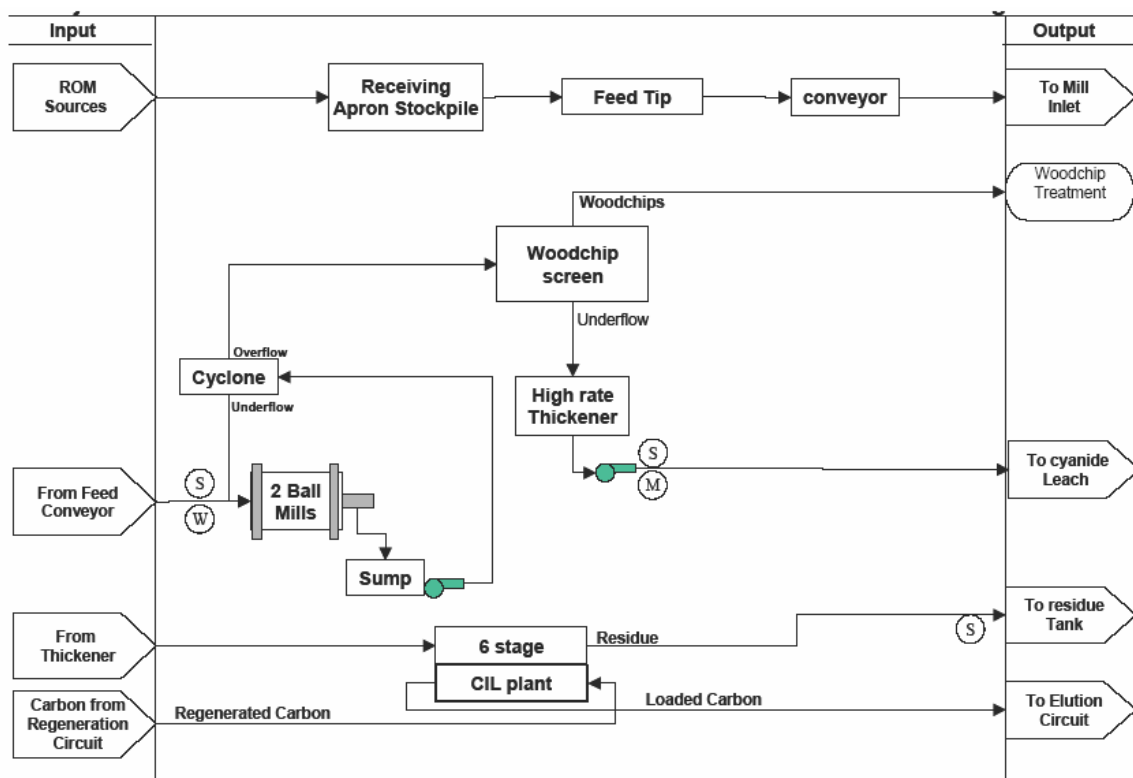 Input
Output
ROM
Sources
Receiving
Apron Stockpile
Feed Tip
conveyor
To Mill
Inlet
Woodchip
Treatment
Woodchips
Woodchip
screen
Underflow
Overflow
Cyclone
Underflow
High rate
Thickener
S
M
To cyanide
Leach
From Feed
Conveyor
S
W
2 Ball
Mills
Sump
From
Thickener
6 stage
CIL plant
Residue
S
To residue
Tank
Carbon from
Regeneration
Circuit
Regenerated Carbon
Loaded Carbon
To Elution
Circuit